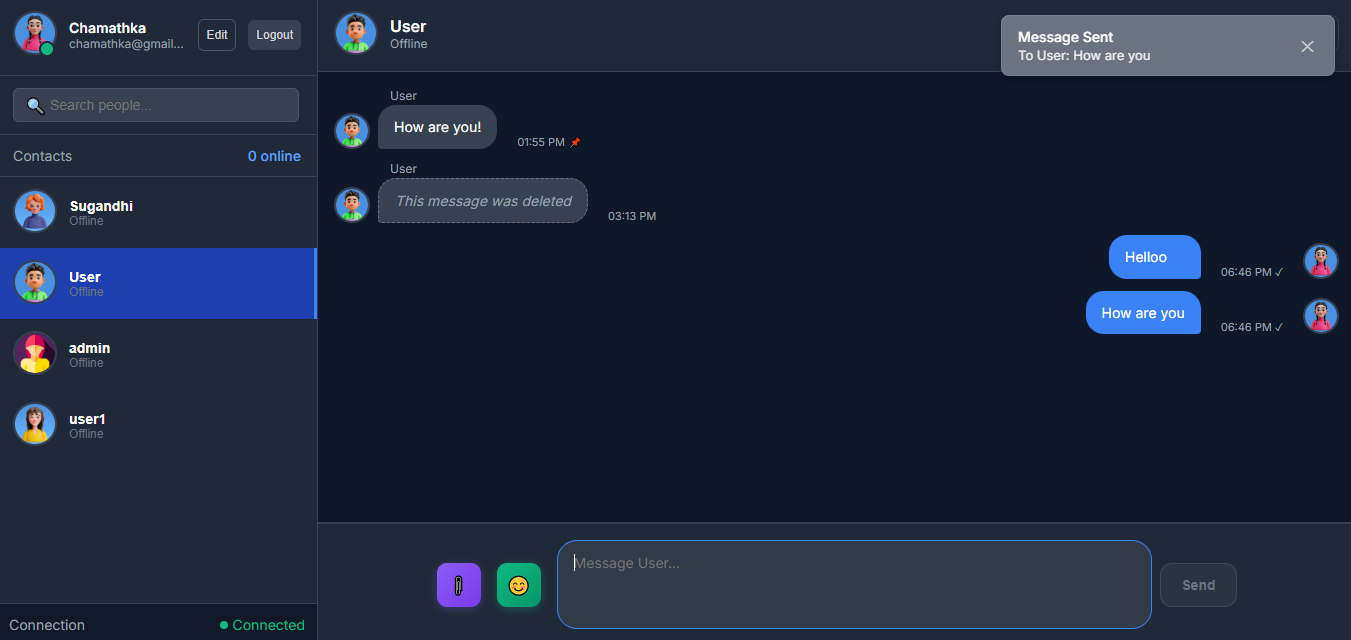 Chamathka
chamathka@gmail...
Edit
Logout
Search people...
Contacts
0 online
Sugandhi
Offline
User
Offline
admin
Offline
user1
Offline
Connection
Connected
User
Offline
Message Sent
To User: How are you
User
How are you!
01:55 PM
User
This message was deleted
03:13 PM
Helloo
06:46 PM ✓
How are you
06:46 PM ✓
Message User...
Send